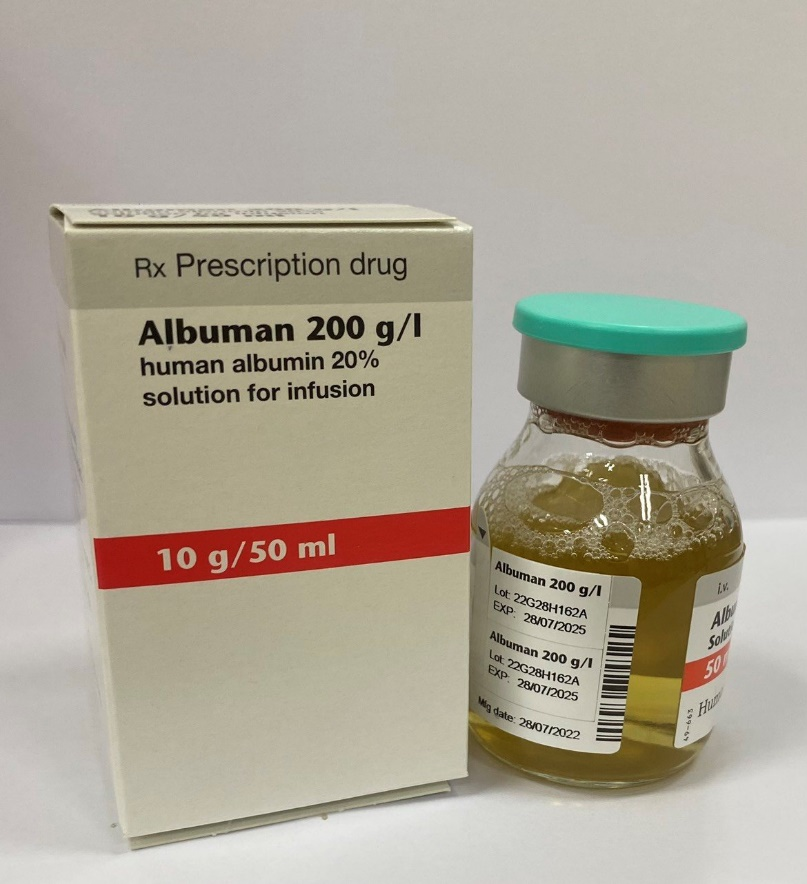 Rx Prescription drug
Albuman 200 g/l
human albumin 20%
solution for infusion
10 g/50 ml
Albuman 200 g/l
Lot: 22G28H162A
EXP: 28/07/2025
Albuman 200 g/l
Lot: 22G28H162A
EXP: 28/07/2025
Mfg date: 28/07/2022
i.v.
50